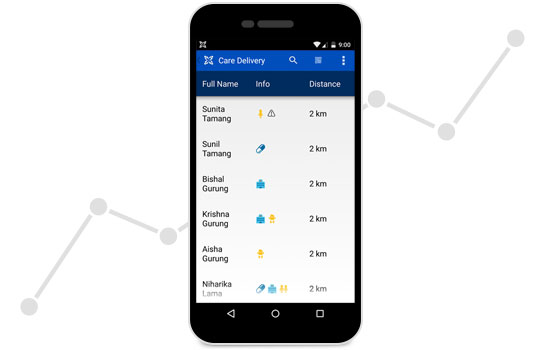 9:00
Care Delivery
Full Name Info Distance
Sunita
Tamang
2 km
Sunil
Tamang
2 km
Bishal
Gurung
2 km
Krishna
Gurung
2 km
Aisha
Gurung
2 km
Niharika
Lama
2 km